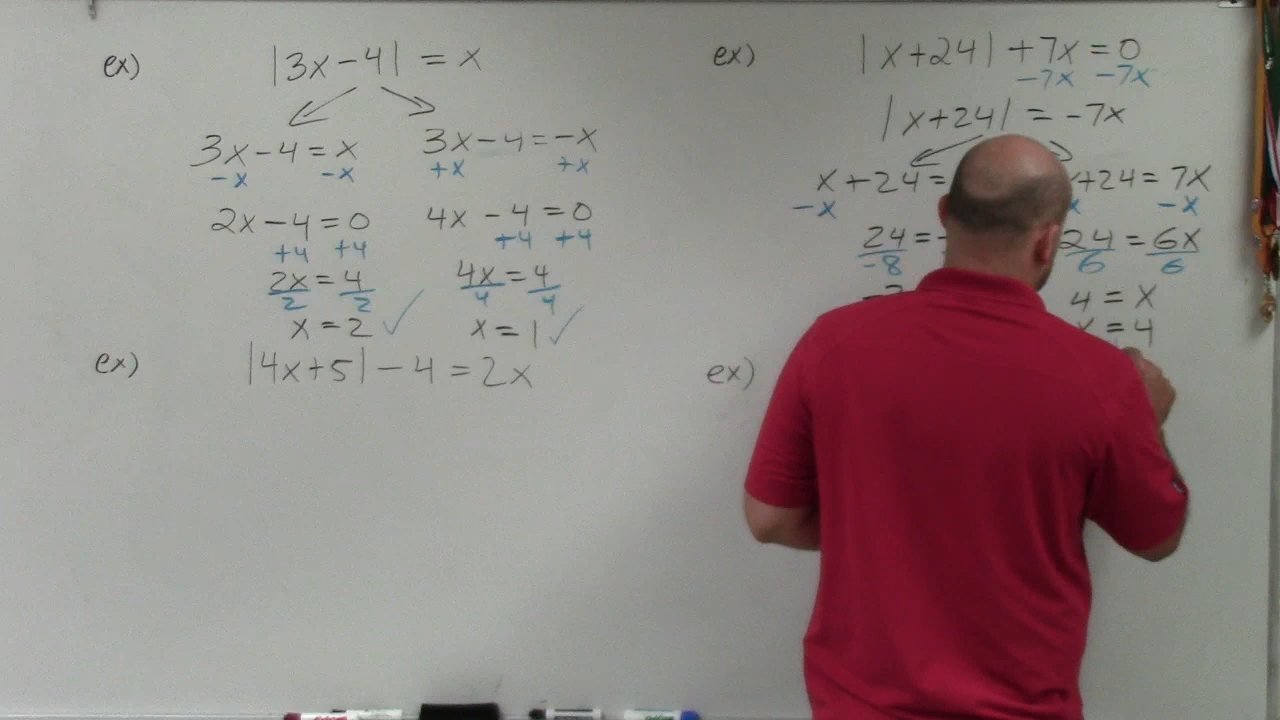 ex) |3x-4| = x
3x-4=x 3x-4=-x
-x -x +x +x
2x-4=0 4x-4=0
+4 +4 +4 +4
2x=4 4x=4
2 2 4 4
x=2 ✓ x=1 ✓
ex) |4x+5|-4=2x
ex) |x+24|+7x=0
-7x -7x
|x+24| = -7x
x+24= +24=7x
-x x -x
24= 24=6x
-8 6 6
4=x
x=4
ex)